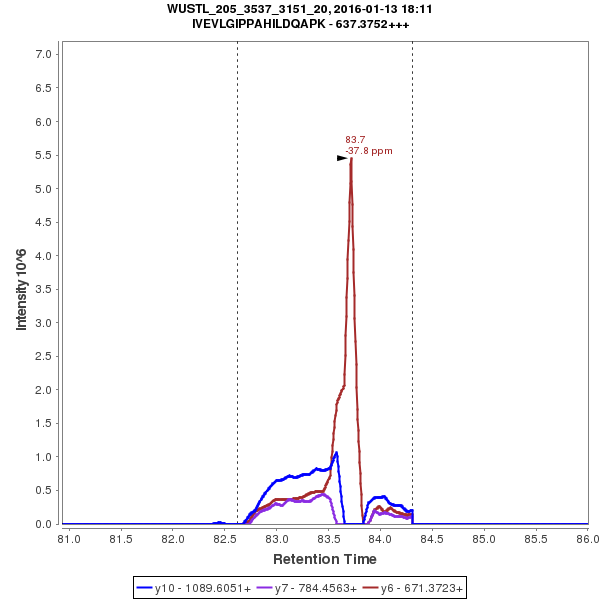 WUSTL_205_3537_3151_20, 2016-01-13 18:11
IVEVLGIPPAHILDQAPK - 637.3752+++
83.7
-37.8 ppm
7.0
6.5
6.0
5.5
5.0
4.5
4.0
3.5
3.0
2.5
2.0
1.5
1.0
0.5
0.0
Intensity 10^6
81.0 81.5 82.0 82.5 83.0 83.5 84.0 84.5 85.0 85.5 86.0
Retention Time
y10 - 1089.6051+ y7 - 784.4563+ y6 - 671.3723+